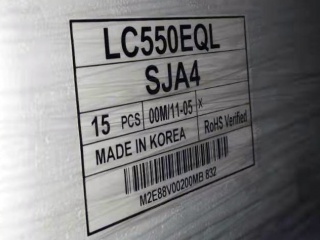 LC550EQL
SJA4
15 PCS 00M/11-05 x
MADE IN KOREA RoHS Verified
M2E88V00200MB 832